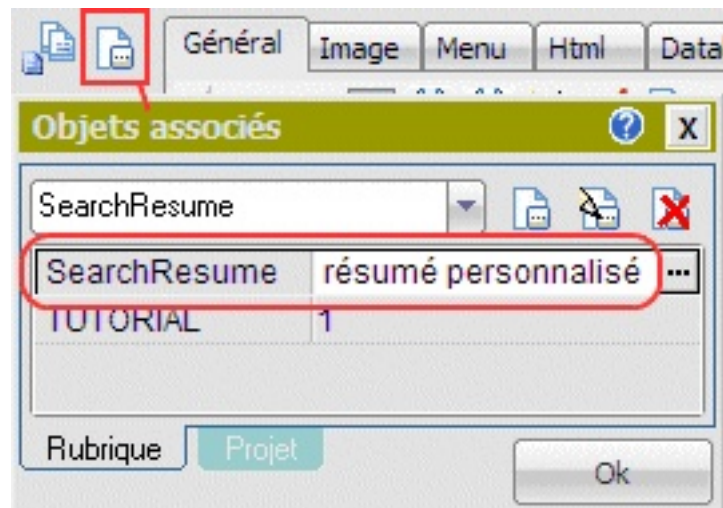 Général Image Menu Html Data
Objets associés ? X
SearchResume
SearchResume résumé personnalisé ...
TUTORIAL 1
Rubrique Projet
Ok